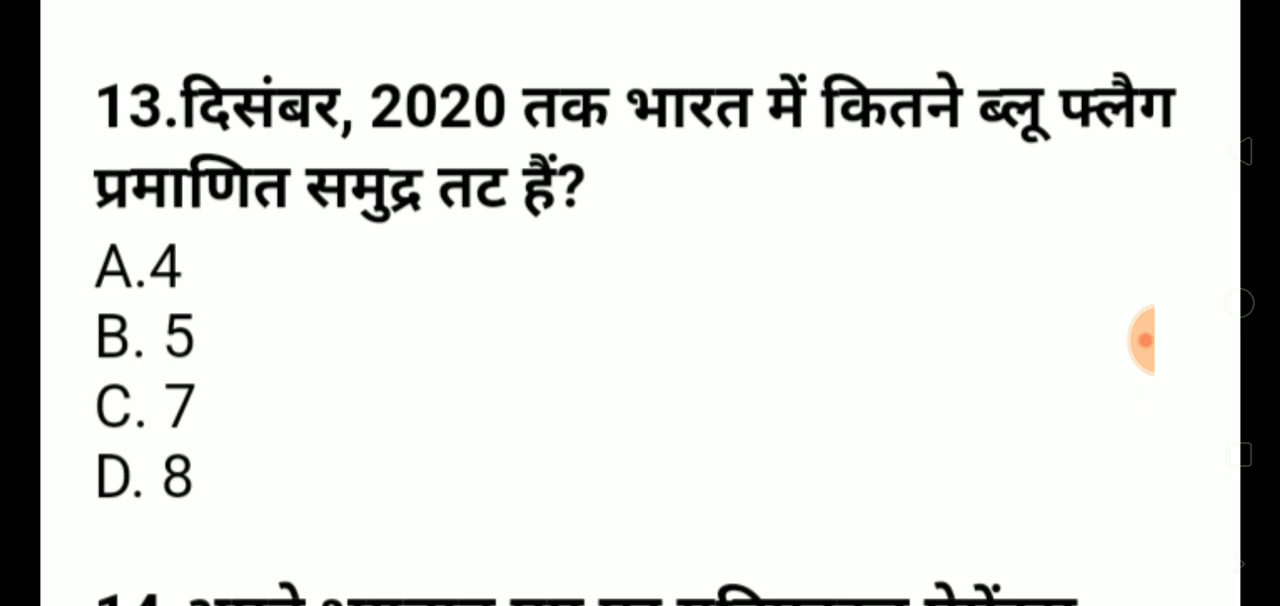 13.दिसंबर, 2020 तक भारत में कितने ब्लू फ्लैग
प्रमाणित समुद्र तट हैं?
A.4
B. 5
C. 7
D. 8